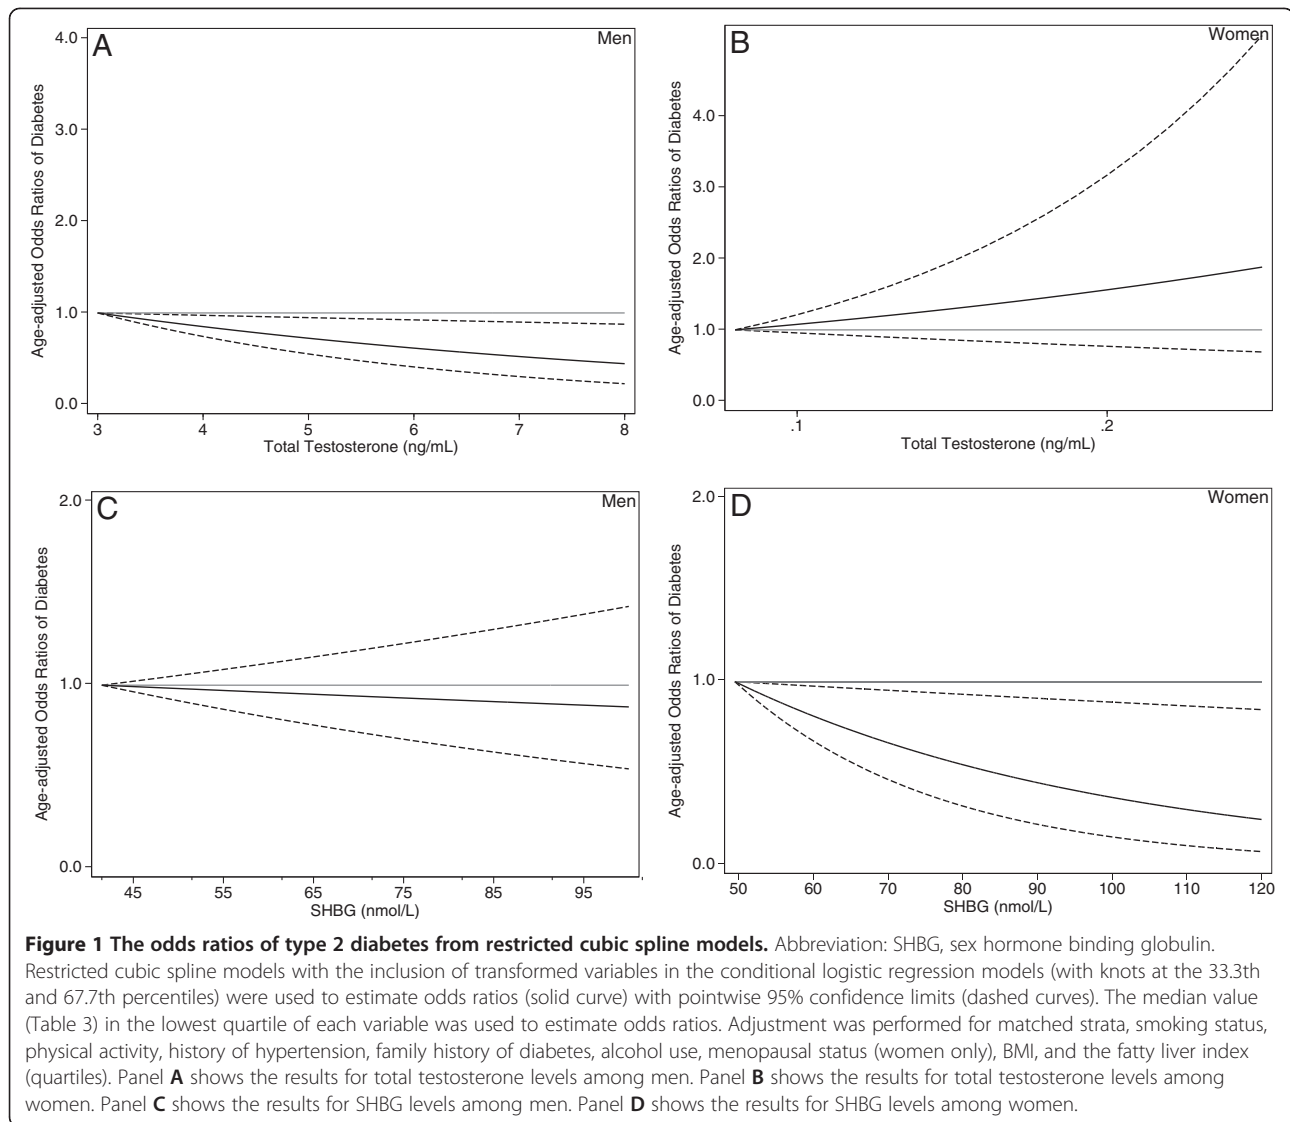 A
Men
Age-adjusted Odds Ratios of Diabetes
4.0
3.0
2.0
1.0
0.0
3 4 5 6 7 8
Total Testosterone (ng/mL)
B
Women
Age-adjusted Odds Ratios of Diabetes
4.0
3.0
2.0
1.0
0.0
.1 .2
Total Testosterone (ng/mL)
C
Men
Age-adjusted Odds Ratios of Diabetes
2.0
1.0
0.0
45 55 65 75 85 95
SHBG (nmol/L)
D
Women
Age-adjusted Odds Ratios of Diabetes
2.0
1.0
0.0
50 60 70 80 90 100 110 120
SHBG (nmol/L)
Figure 1 The odds ratios of type 2 diabetes from restricted cubic spline models. Abbreviation: SHBG, sex hormone binding globulin.
Restricted cubic spline models with the inclusion of transformed variables in the conditional logistic regression models (with knots at the 33.3th
and 67.7th percentiles) were used to estimate odds ratios (solid curve) with pointwise 95% confidence limits (dashed curves). The median value
(Table 3) in the lowest quartile of each variable was used to estimate odds ratios. Adjustment was performed for matched strata, smoking status,
physical activity, history of hypertension, family history of diabetes, alcohol use, menopausal status (women only), BMI, and the fatty liver index
(quartiles). Panel A shows the results for total testosterone levels among men. Panel B shows the results for total testosterone levels among
women. Panel C shows the results for SHBG levels among men. Panel D shows the results for SHBG levels among women.